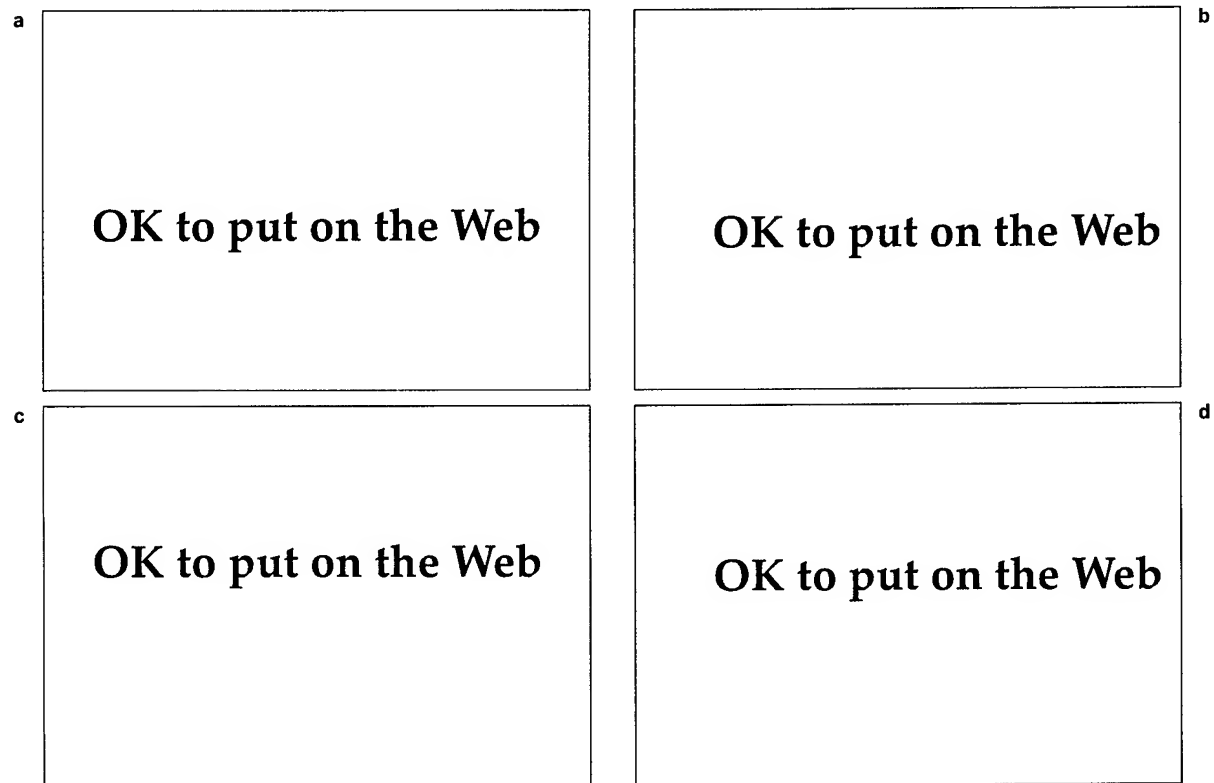 a
b
OK to put on the Web
OK to put on the Web
c
d
OK to put on the Web
OK to put on the Web